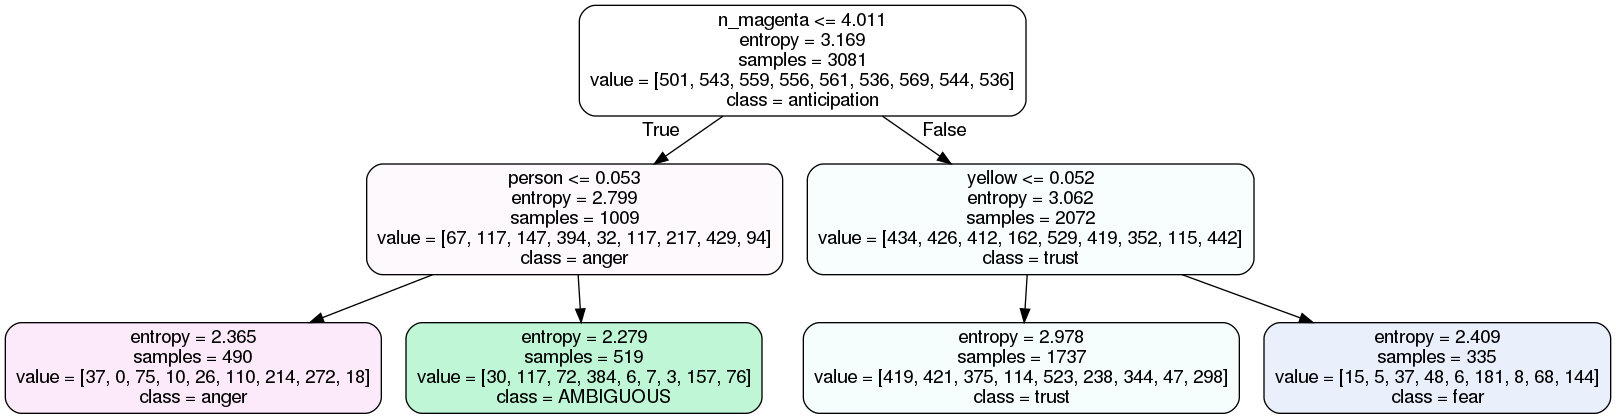 n_magenta <= 4.011
entropy = 3.169
samples = 3081
value = [501, 543, 559, 556, 561, 536, 569, 544, 536]
class = anticipation
True
False
person <= 0.053
entropy = 2.799
samples = 1009
value = [67, 117, 147, 394, 32, 117, 217, 429, 94]
class = anger
yellow <= 0.052
entropy = 3.062
samples = 2072
value = [434, 426, 412, 162, 529, 419, 352, 115, 442]
class = trust
entropy = 2.365
samples = 490
value = [37, 0, 75, 10, 26, 110, 214, 272, 18]
class = anger
entropy = 2.279
samples = 519
value = [30, 117, 72, 384, 6, 7, 3, 157, 76]
class = AMBIGUOUS
entropy = 2.978
samples = 1737
value = [419, 421, 375, 114, 523, 238, 344, 47, 298]
class = trust
entropy = 2.409
samples = 335
value = [15, 5, 37, 48, 6, 181, 8, 68, 144]
class = fear